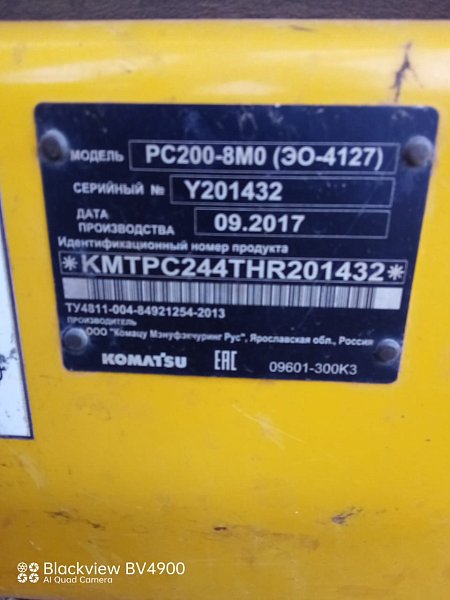 МОДЕЛЬ PC200-8M0 (ЭО-4127)
СЕРИЙНЫЙ № Y201432
ДАТА ПРОИЗВОДСТВА 09.2017
Идентификационный номер продукта
*KMTPC244THR201432*
ТУ4811-004-84921254-2013
ПРОИЗВОДИТЕЛЬ
ООО "Комацу Мэнуфэкчуринг Рус", Ярославская обл., Россия
KOMATSU EAC 09601-300K3
Blackview BV4900
AI Quad Camera